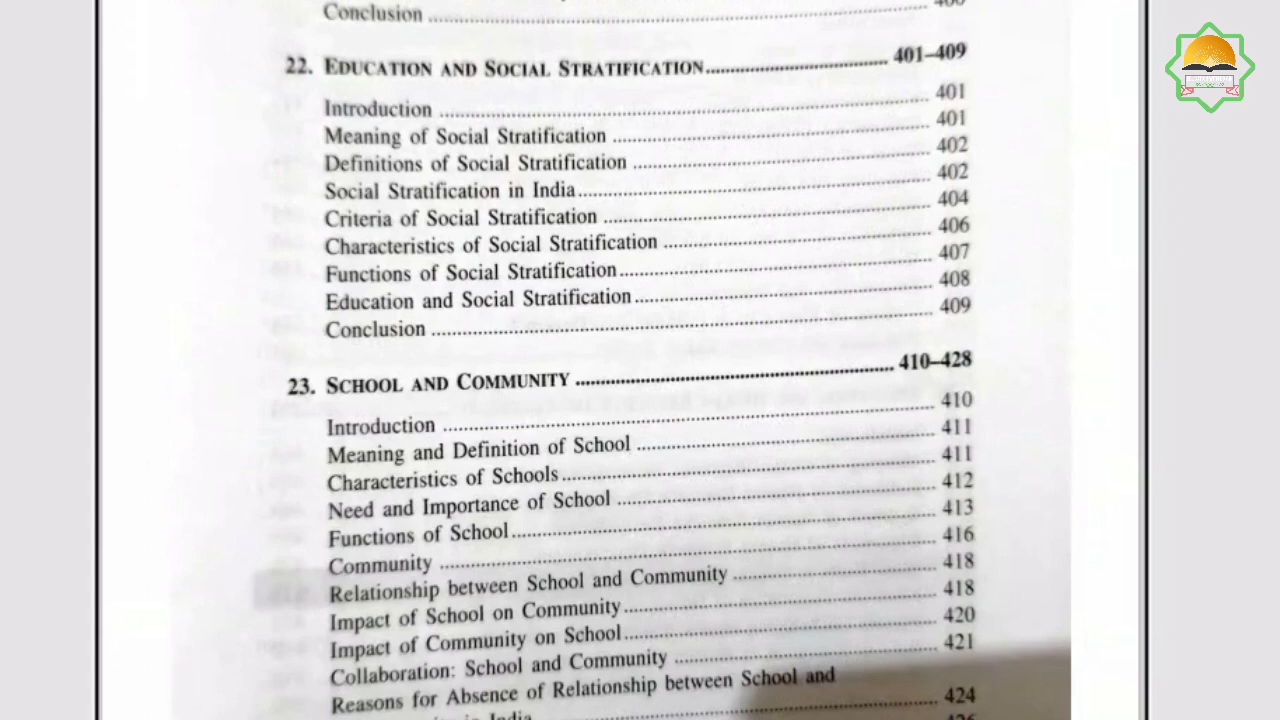 Conclusion ..........
22. EDUCATION AND SOCIAL STRATIFICATION.......... 401–409
Introduction .......... 401
Meaning of Social Stratification .......... 401
Definitions of Social Stratification .......... 402
Social Stratification in India.......... 402
Criteria of Social Stratification .......... 404
Characteristics of Social Stratification .......... 406
Functions of Social Stratification.......... 407
Education and Social Stratification.......... 408
Conclusion .......... 409
23. SCHOOL AND COMMUNITY .......... 410–428
Introduction .......... 410
Meaning and Definition of School .......... 411
Characteristics of Schools.......... 411
Need and Importance of School .......... 412
Functions of School.......... 413
Community .......... 416
Relationship between School and Community .......... 418
Impact of School on Community.......... 418
Impact of Community on School.......... 420
Collaboration: School and Community .......... 421
Reasons for Absence of Relationship between School and
in India .......... 424